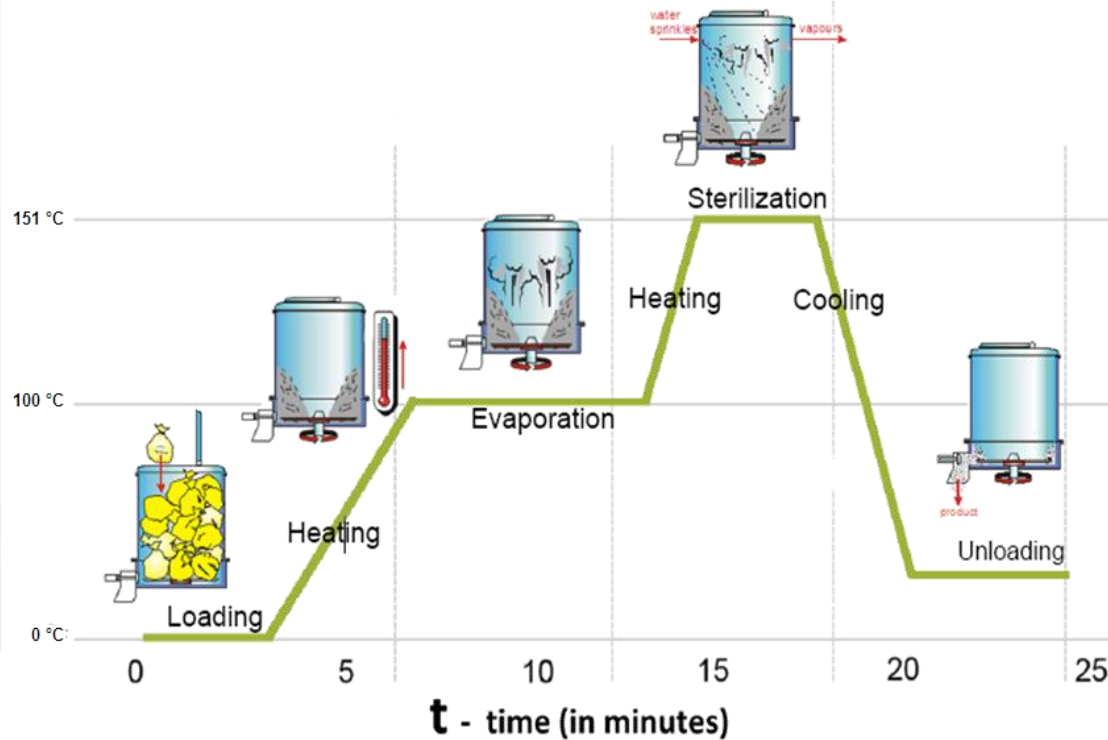 water
sprinkles
vapours
Sterilization
151 °C
Heating
Cooling
100 °C
Evaporation
Heating
product
Unloading
Loading
0 °C
0
5
10
15
20
25
t - time (in minutes)